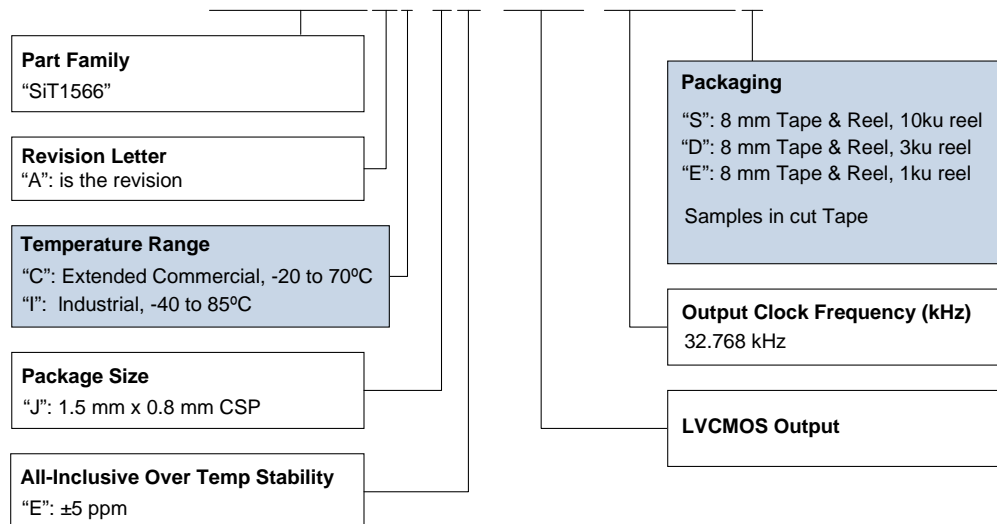 Part Family
“SiT1566”
Revision Letter
“A”: is the revision
Temperature Range
“C”: Extended Commercial, -20 to 70ºC
“I”: Industrial, -40 to 85ºC
Package Size
“J”: 1.5 mm x 0.8 mm CSP
All-Inclusive Over Temp Stability
“E”: ±5 ppm
Packaging
“S”: 8 mm Tape & Reel, 10ku reel
“D”: 8 mm Tape & Reel, 3ku reel
“E”: 8 mm Tape & Reel, 1ku reel
Samples in cut Tape
Output Clock Frequency (kHz)
32.768 kHz
LVCMOS Output